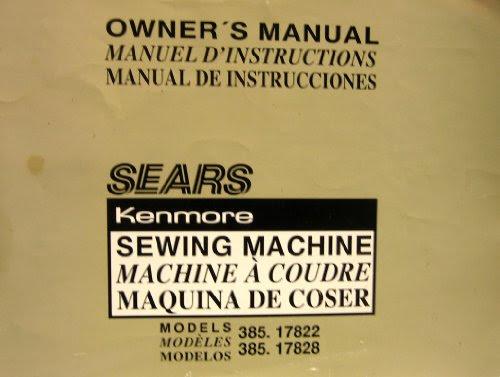 OWNER´S MANUAL
MANUEL D'INSTRUCTIONS
MANUAL DE INSTRUCCIONES
SEARS
Kenmore
SEWING MACHINE
MACHINE À COUDRE
MAQUINA DE COSER
MODELS 385. 17822
MODÈLES
MODELOS 385. 17828